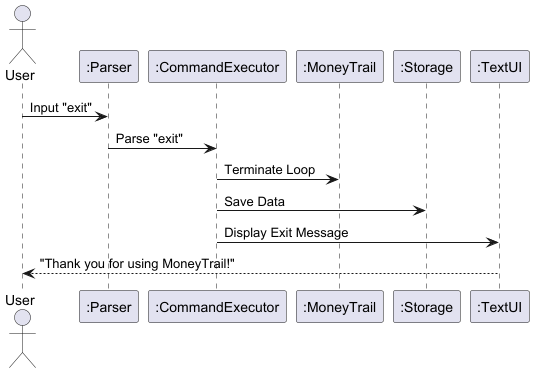 User
:Parser
:CommandExecutor
:MoneyTrail
:Storage
:TextUI
Input "exit"
Parse "exit"
Terminate Loop
Save Data
Display Exit Message
"Thank you for using MoneyTrail!"
User
:Parser
:CommandExecutor
:MoneyTrail
:Storage
:TextUI